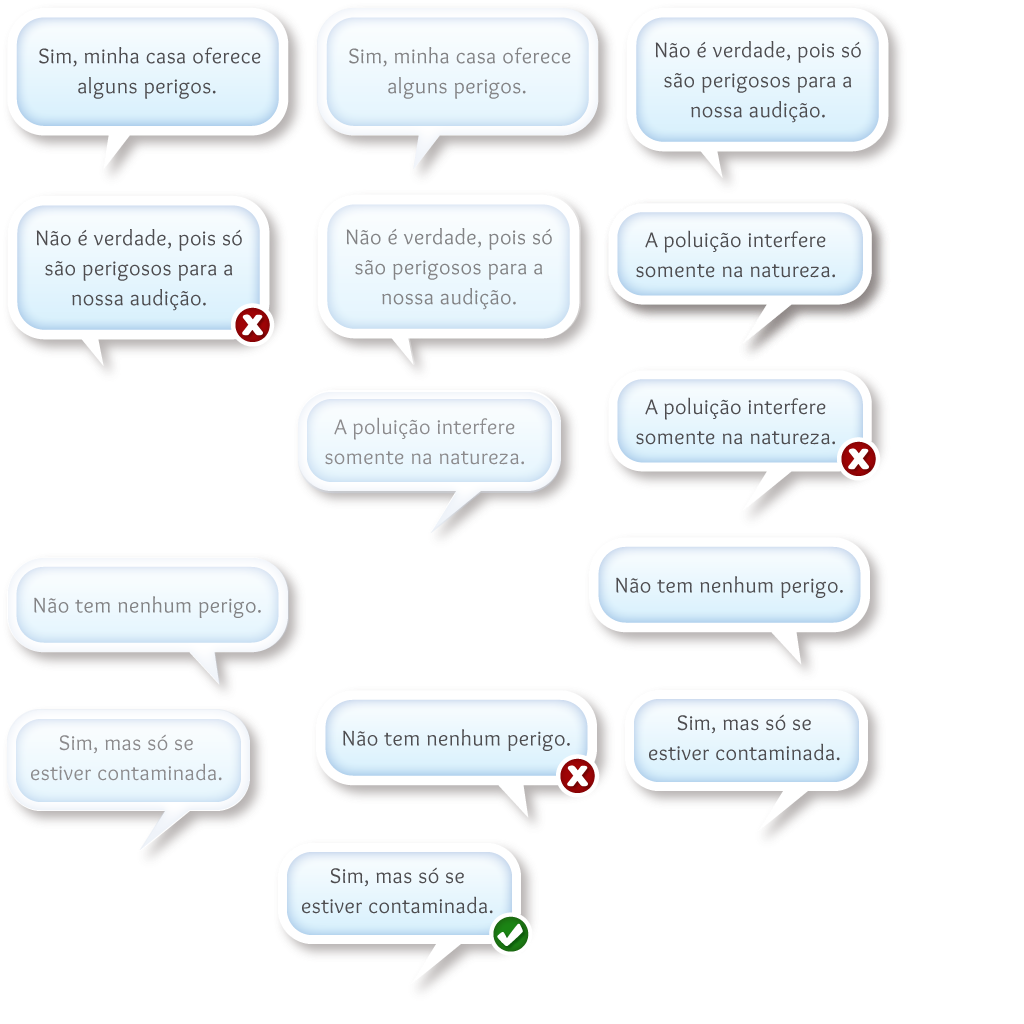 Sim, minha casa oferece
alguns perigos.
Sim, minha casa oferece
alguns perigos.
Não é verdade, pois só
são perigosos para a
nossa audição.
Não é verdade, pois só
são perigosos para a
nossa audição.
Não é verdade, pois só
são perigosos para a
nossa audição.
A poluição interfere
somente na natureza.
A poluição interfere
somente na natureza.
A poluição interfere
somente na natureza.
Não tem nenhum perigo.
Não tem nenhum perigo.
Sim, mas só se
estiver contaminada.
Não tem nenhum perigo.
Sim, mas só se
estiver contaminada.
Sim, mas só se
estiver contaminada.